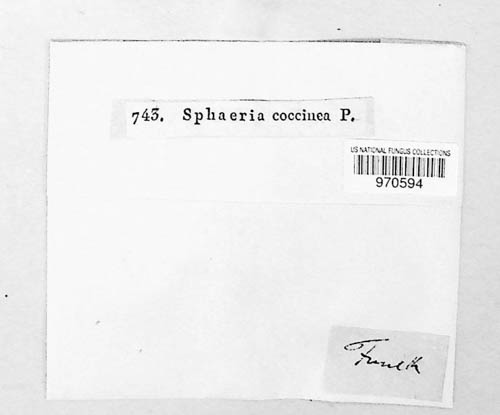 743. Sphaeria coccinea P.
US NATIONAL FUNGUS COLLECTIONS
970594